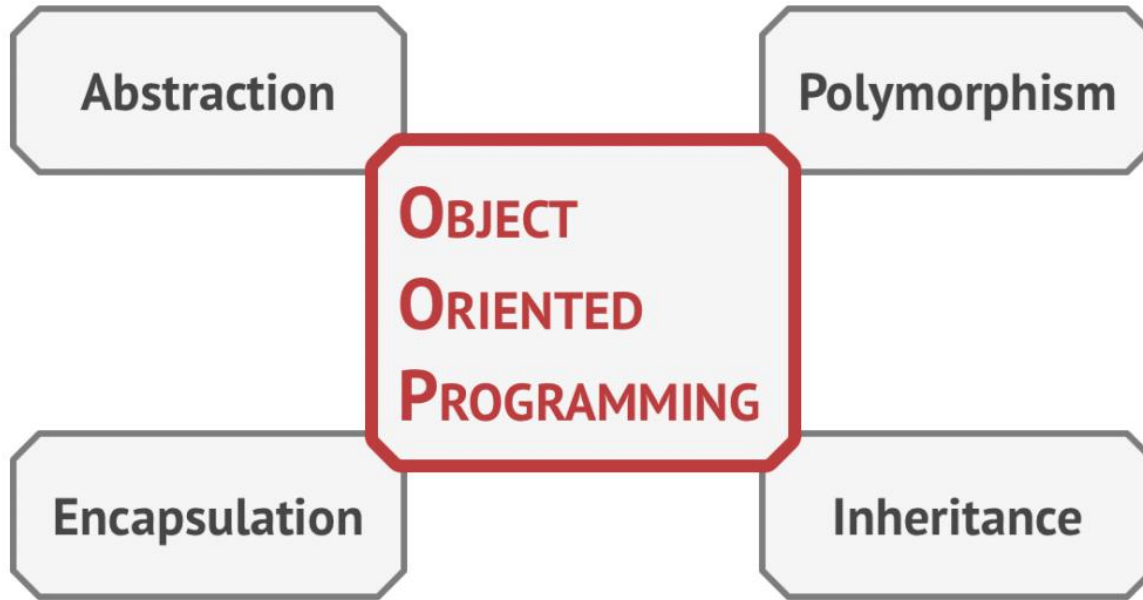 Abstraction
Polymorphism
OBJECT
ORIENTED
PROGRAMMING
Encapsulation
Inheritance